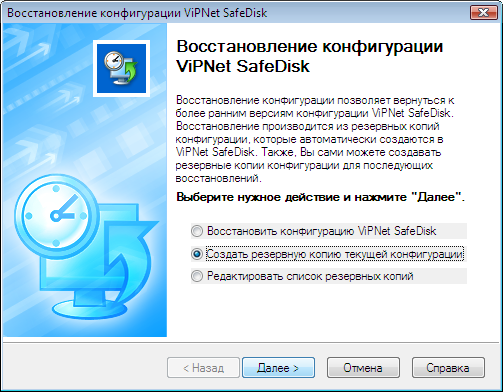 Восстановление конфигурации ViPNet SafeDisk
Восстановление конфигурации
ViPNet SafeDisk
Восстановление конфигурации позволяет вернуться к
более ранним версиям конфигурации ViPNet SafeDisk.
Восстановление производится из резервных копий
конфигурации, которые автоматически создаются в
ViPNet SafeDisk. Также, Вы сами можете создавать
резервные копии конфигурации для последующих
восстановлений.
Выберите нужное действие и нажмите "Далее".
Восстановить конфигурацию ViPNet SafeDisk
Создать резервную копию текущей конфигурации
Редактировать список резервных копий
< Назад
Далее >
Отмена
Справка